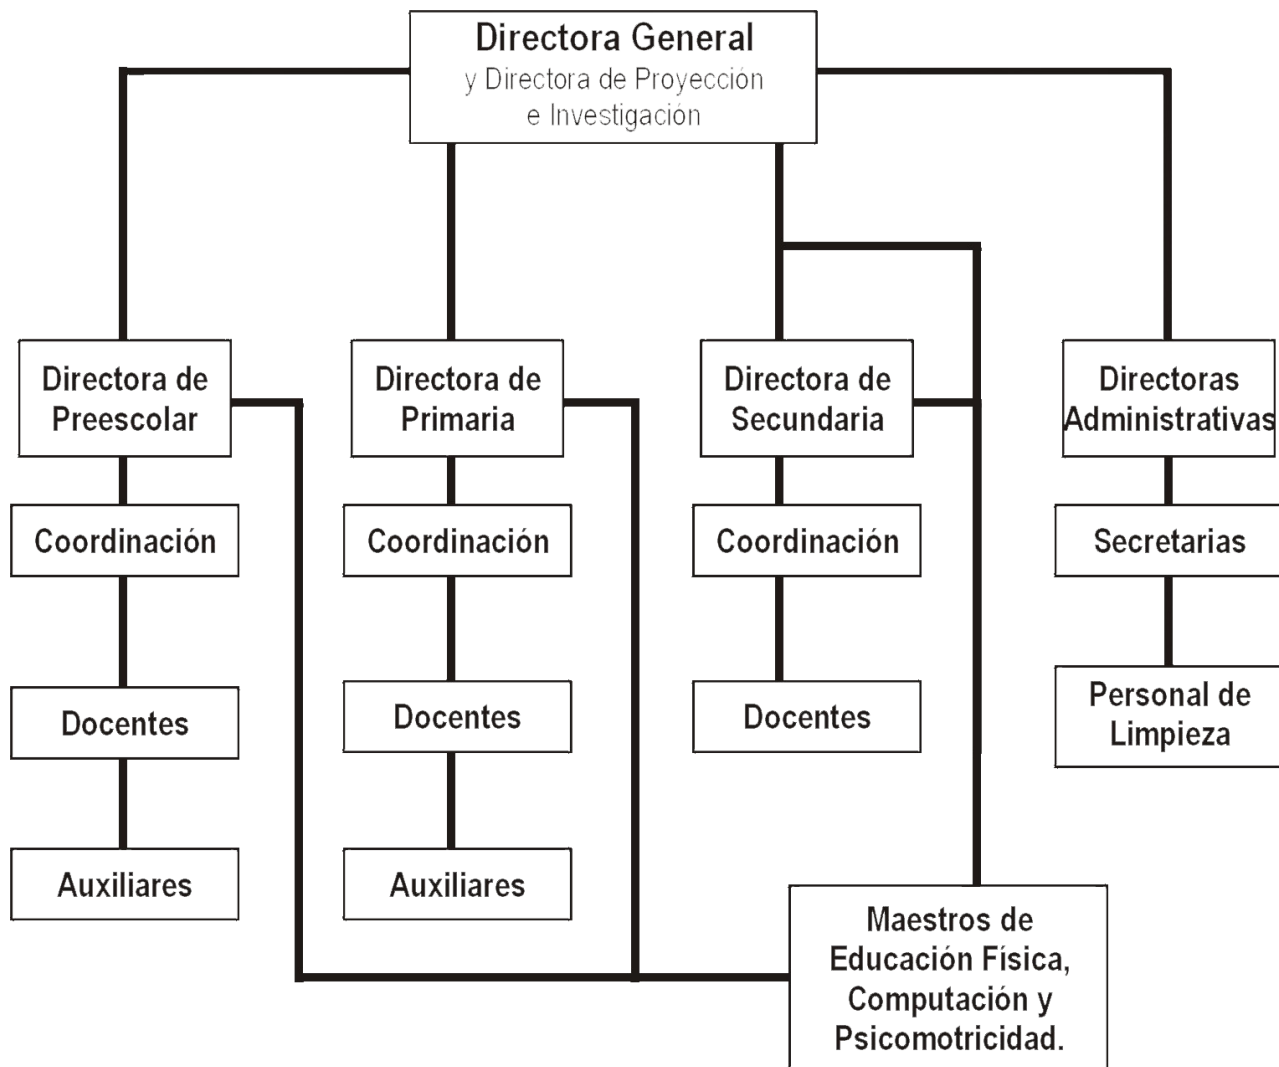 Directora General
y Directora de Proyección
e Investigación
Directora de
Preescolar
Directora de
Primaria
Directora de
Secundaria
Directoras
Administrativas
Coordinación
Coordinación
Coordinación
Secretarias
Docentes
Docentes
Docentes
Personal de
Limpieza
Auxiliares
Auxiliares
Maestros de
Educación Física,
Computación y
Psicomotricidad.